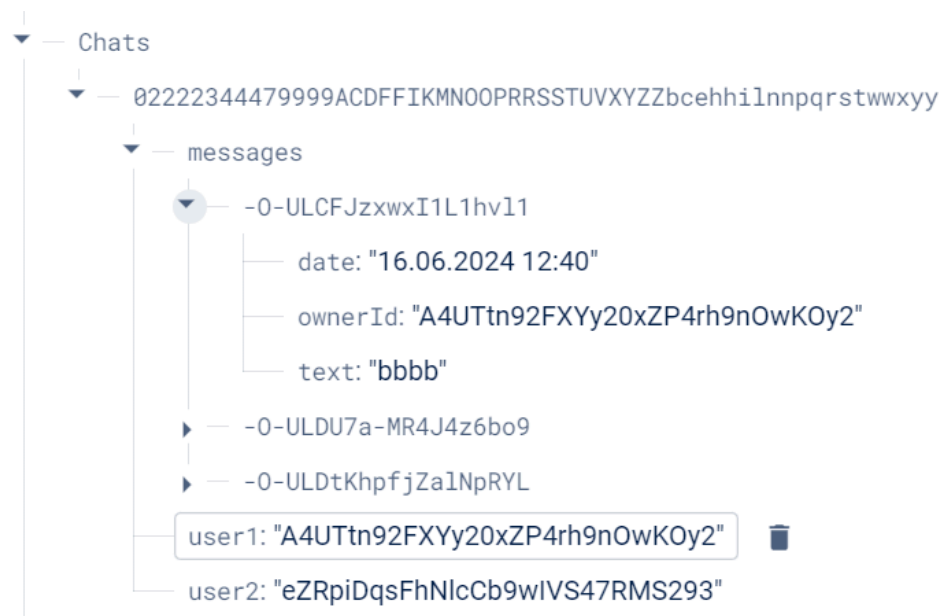 Chats
02222344479999ACDFFIKMNOOPRRSSTUVXYZZbcehhilnnpqrstwwxyy
messages
-O-ULCFJzxwxI1L1hvl1
date: "16.06.2024 12:40"
ownerId: "A4UTtn92FXYy20xZP4rh9nOwKOy2"
text: "bbbb"
-O-ULDU7a-MR4J4z6bo9
-O-ULDtKhpfjZalNpRYL
user1: "A4UTtn92FXYy20xZP4rh9nOwKOy2"
user2: "eZRpiDqsFhNlcCb9wIVS47RMS293"